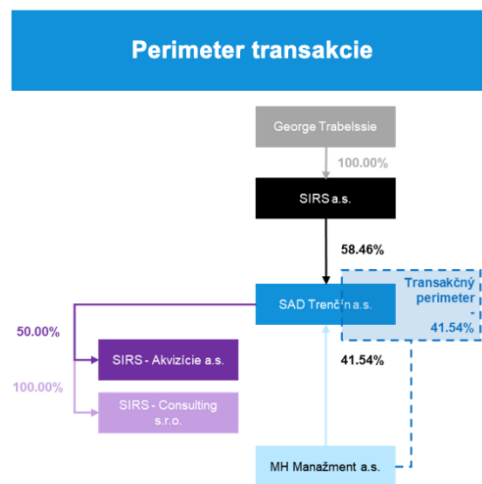 Perimeter transakcie
George Trabelssie
100.00%
SIRS a.s.
58.46%
SAD Trenčín a.s.
Transakčný
perimeter
-
41.54%
50.00%
SIRS - Akvizície a.s.
41.54%
100.00%
SIRS - Consulting
s.r.o.
MH Manažment a.s.